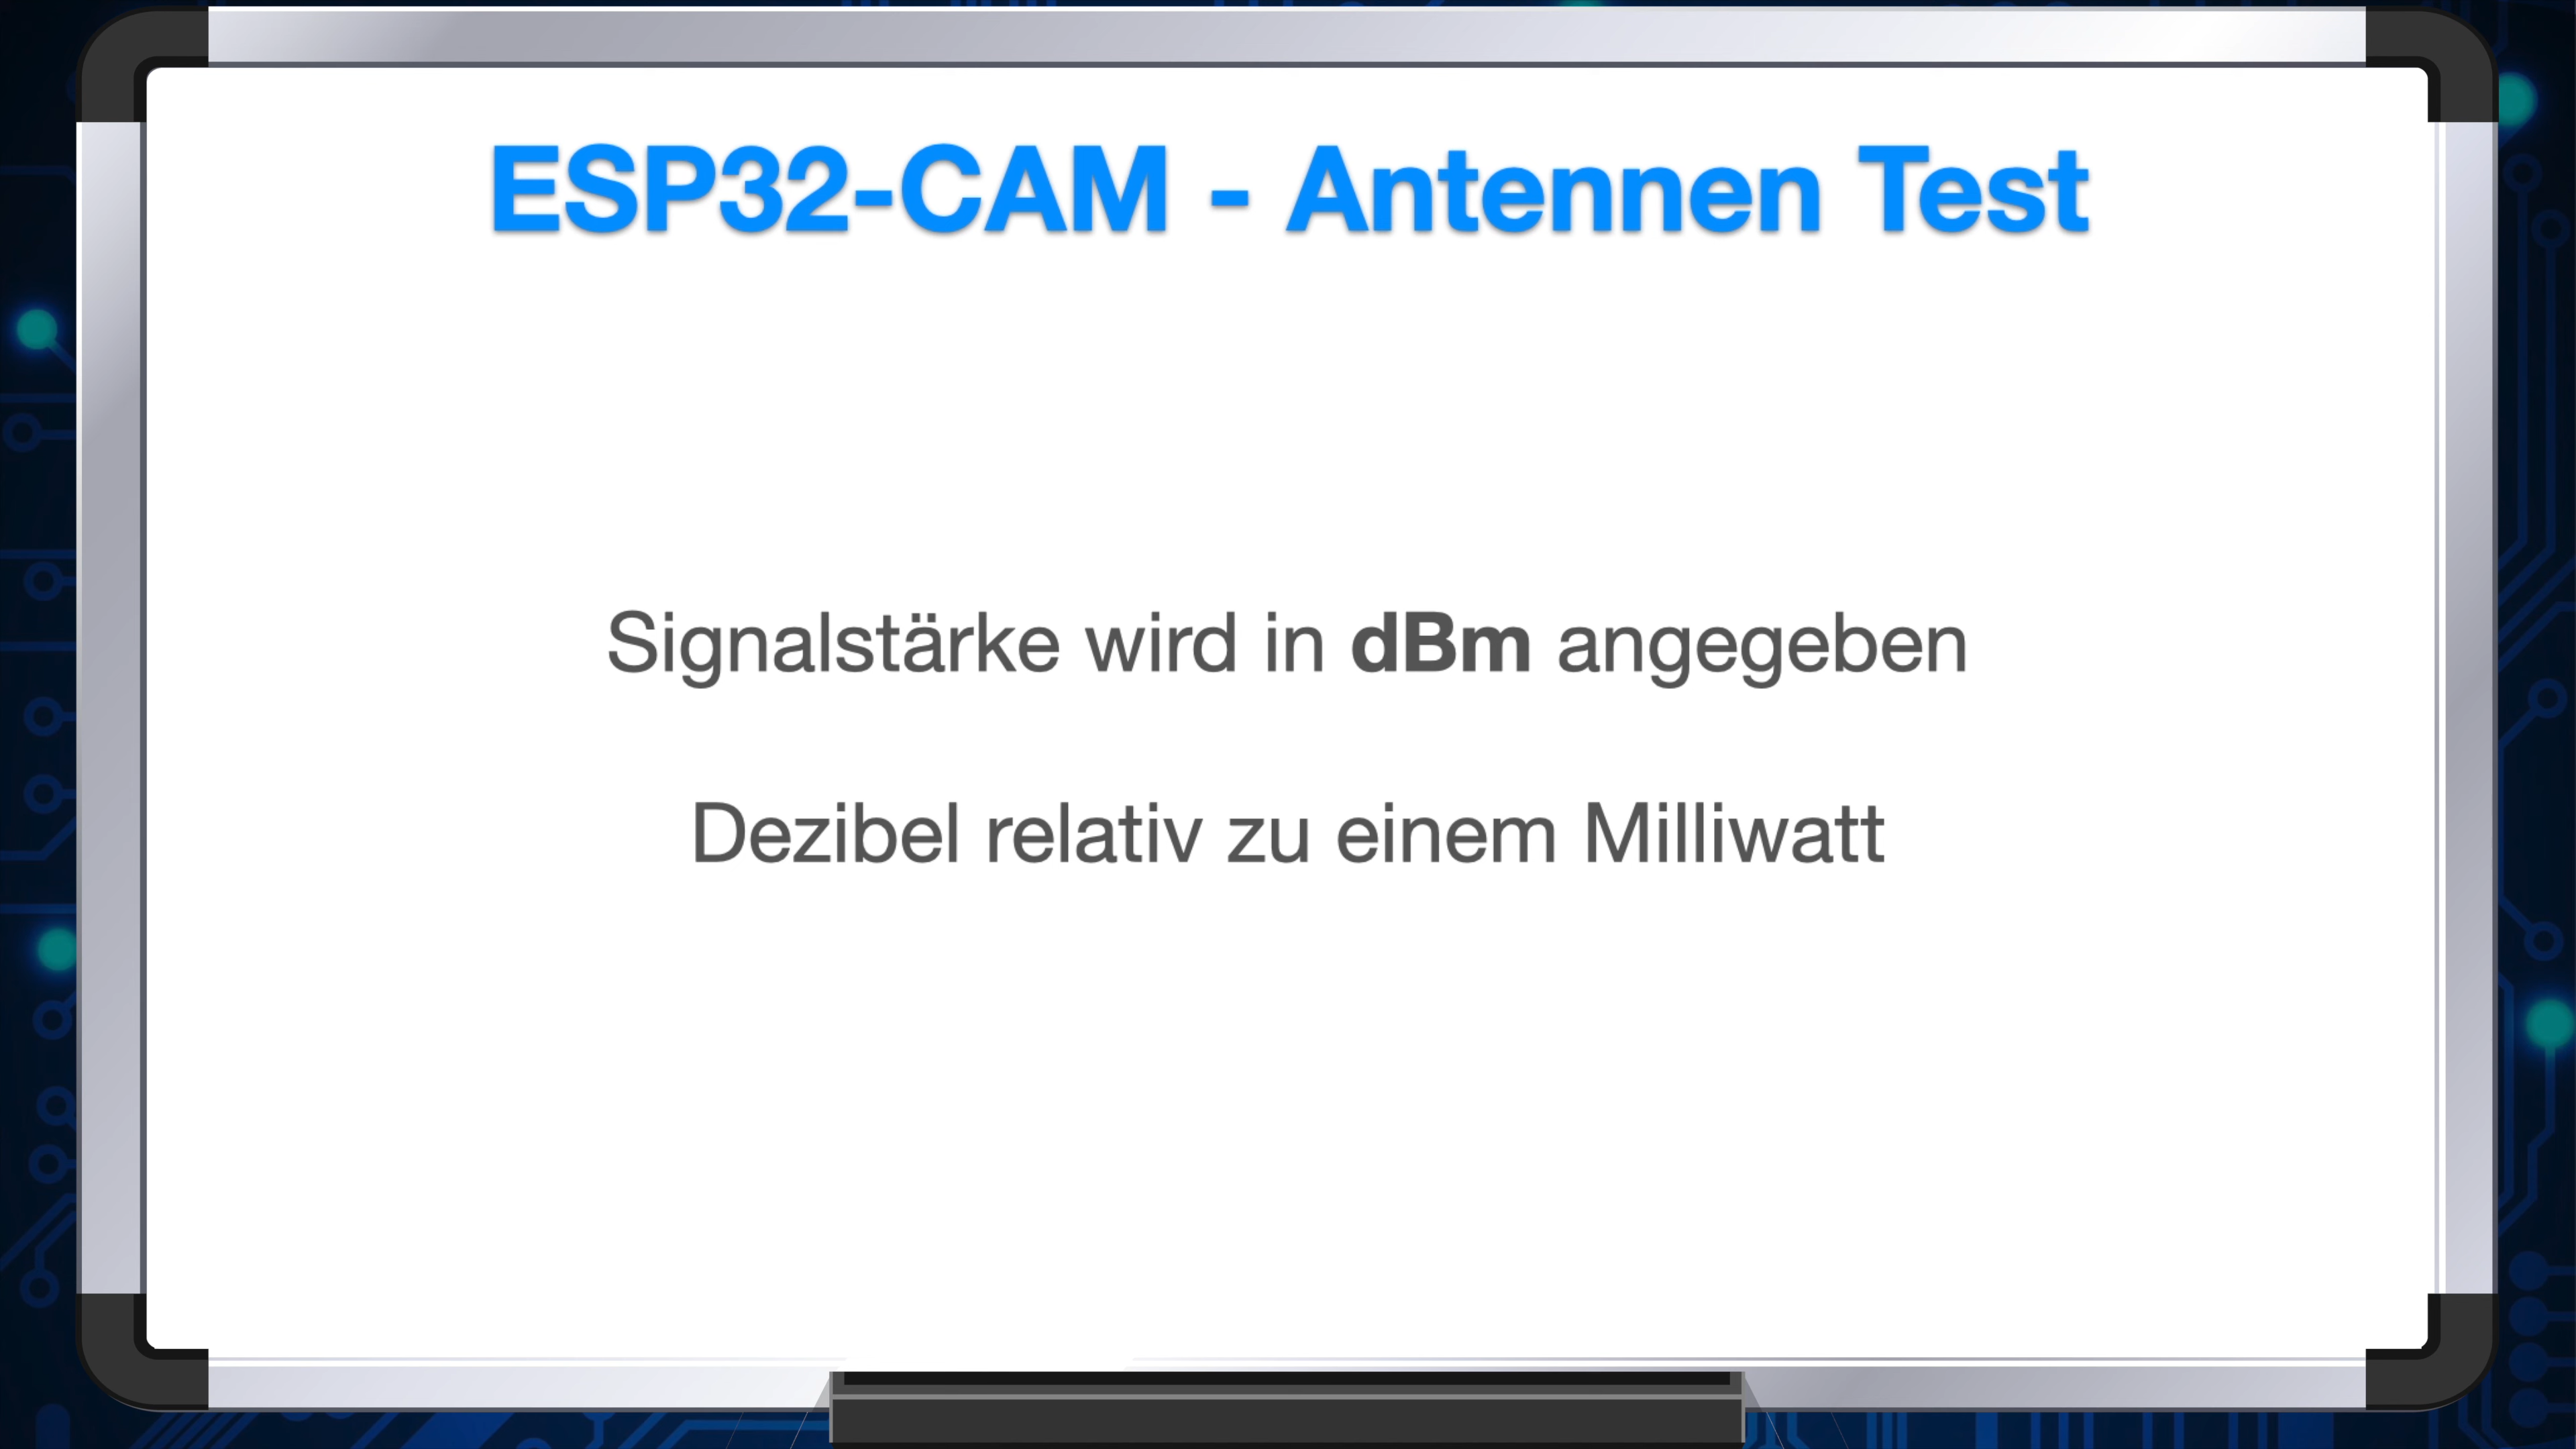 ESP32-CAM - Antennen Test
Signalstärke wird in dBm angegeben
Dezibel relativ zu einem Milliwatt